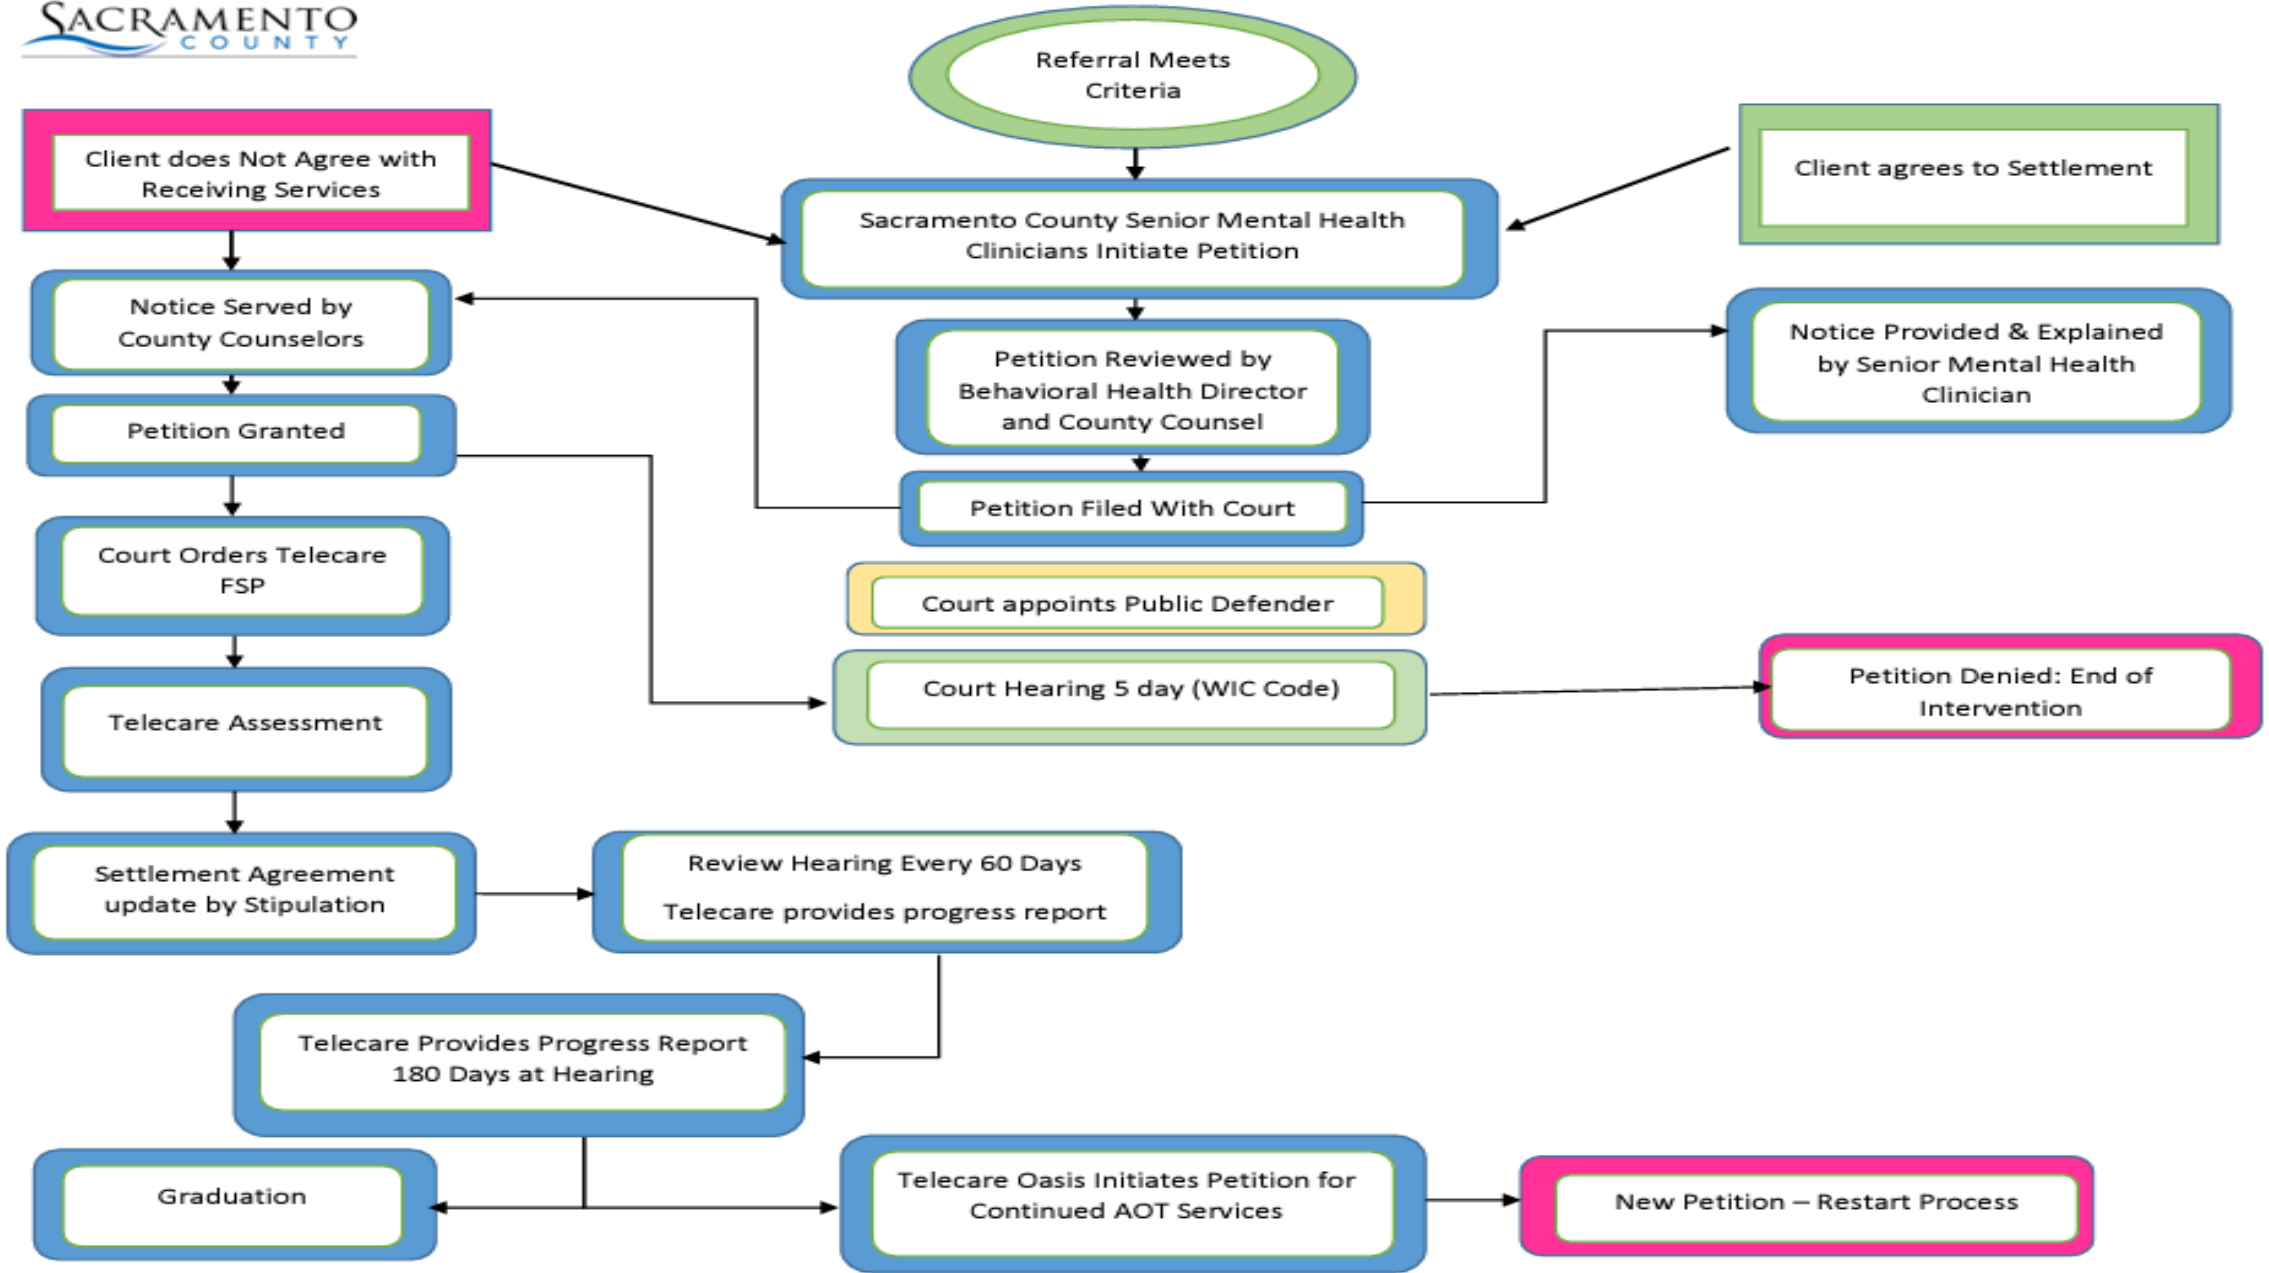 SACRAMENTO
COUNTY
Referral Meets
Criteria
Client does Not Agree with
Receiving Services
Client agrees to Settlement
Sacramento County Senior Mental Health
Clinicians Initiate Petition
Notice Served by
County Counselors
Petition Reviewed by
Behavioral Health Director
and County Counsel
Notice Provided & Explained
by Senior Mental Health
Clinician
Petition Granted
Petition Filed With Court
Court Orders Telecare
FSP
Court appoints Public Defender
Court Hearing 5 day (WIC Code)
Petition Denied: End of
Intervention
Telecare Assessment
Settlement Agreement
update by Stipulation
Review Hearing Every 60 Days
Telecare provides progress report
Telecare Provides Progress Report
180 Days at Hearing
Graduation
Telecare Oasis Initiates Petition for
Continued AOT Services
New Petition – Restart Process